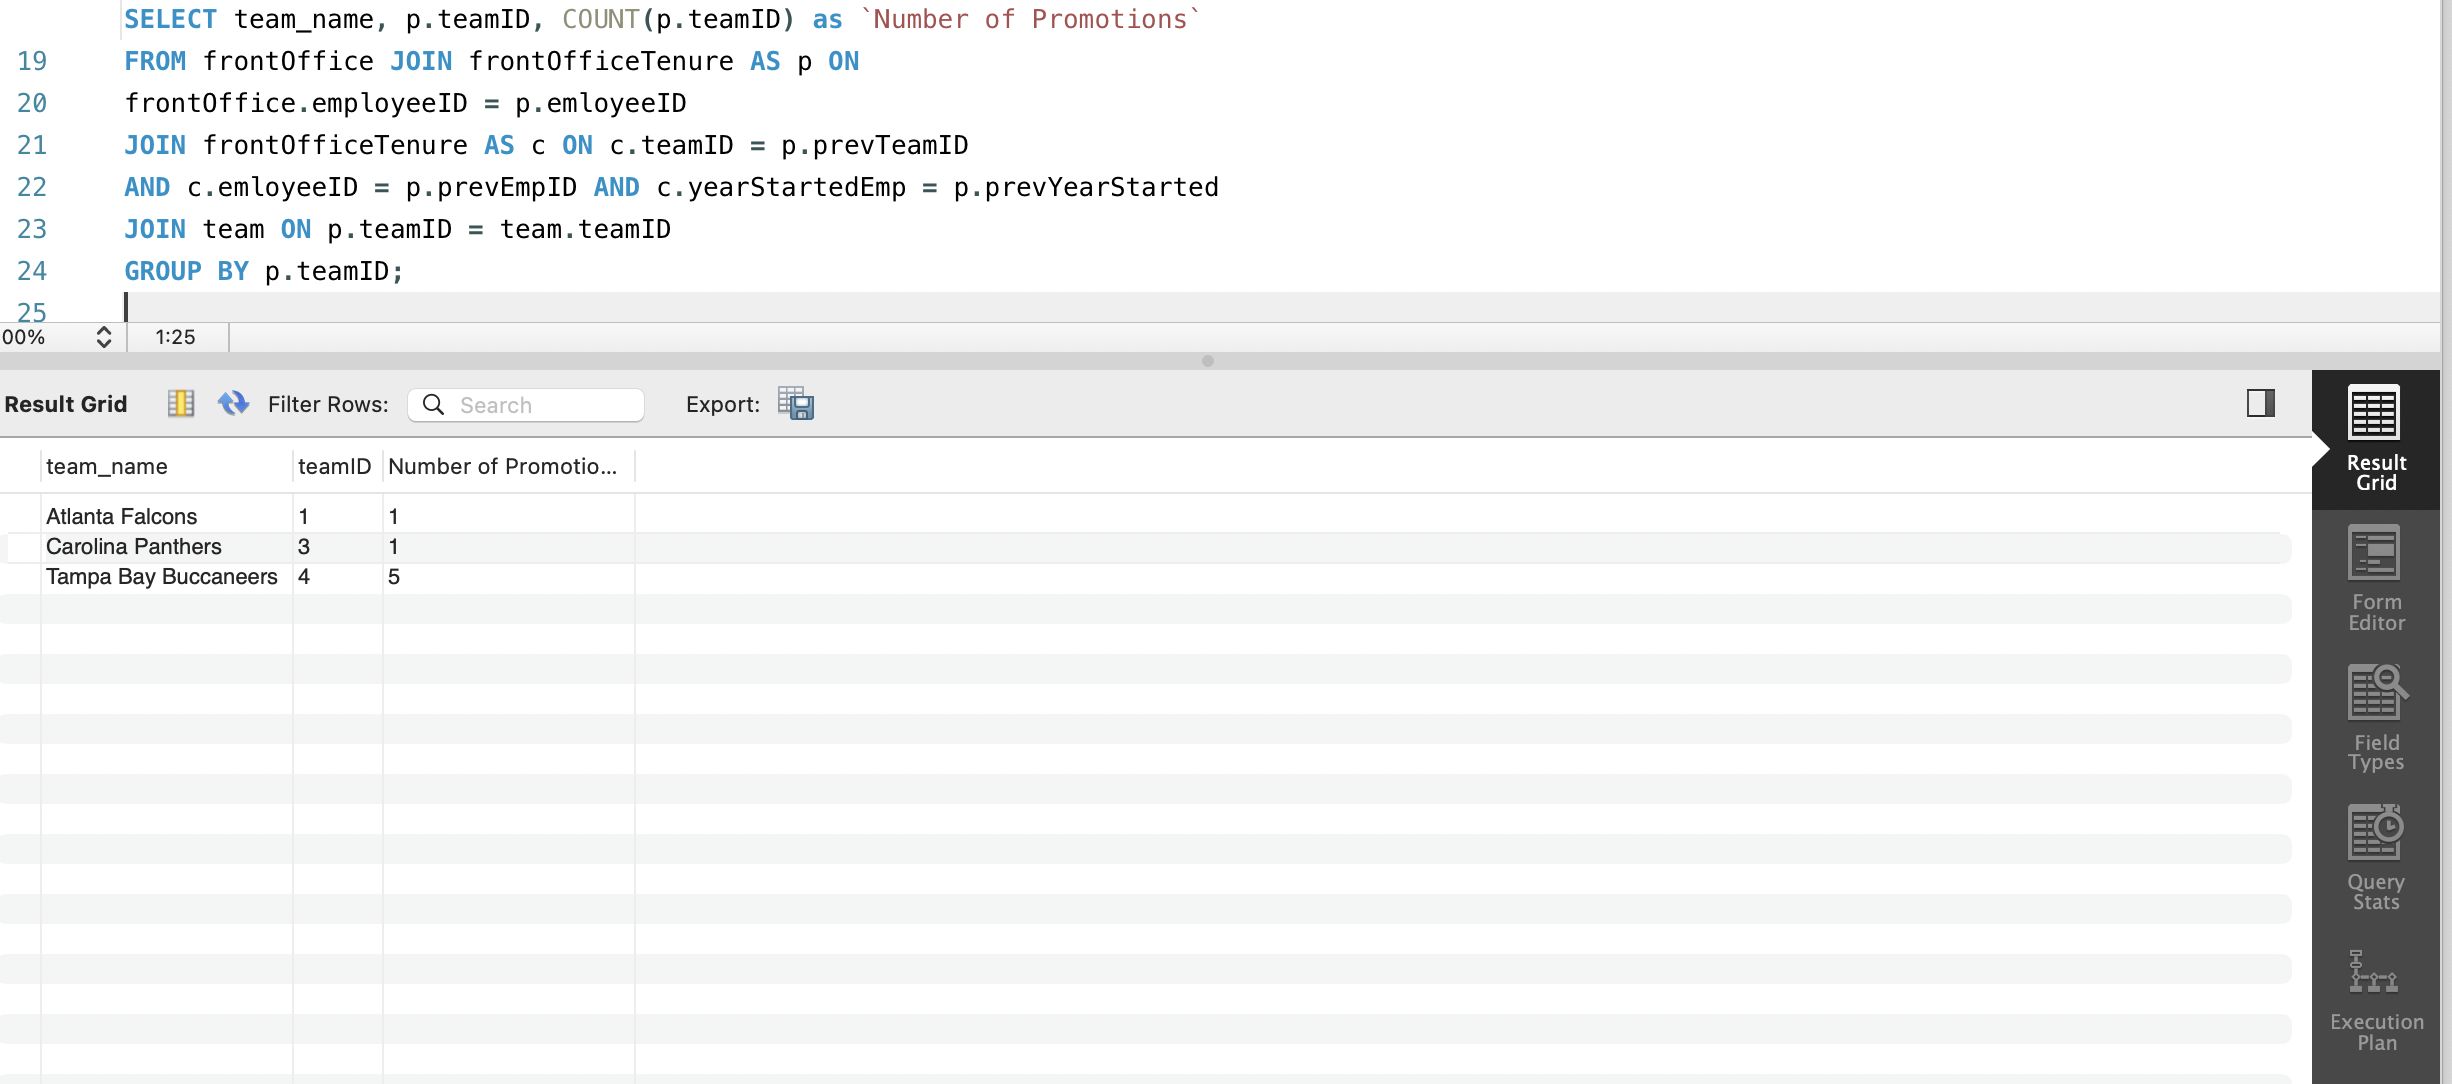 SELECT team_name, p.teamID, COUNT(p.teamID) as `Number of Promotions`
19 FROM frontOffice JOIN frontOfficeTenure AS p ON
20 frontOffice.employeeID = p.emloyeeID
21 JOIN frontOfficeTenure AS c ON c.teamID = p.prevTeamID
22 AND c.emloyeeID = p.prevEmpID AND c.yearStartedEmp = p.prevYearStarted
23 JOIN team ON p.teamID = team.teamID
24 GROUP BY p.teamID;
25
00% 1:25
Result Grid Filter Rows: Search Export:
team_name teamID Number of Promotio...
Atlanta Falcons 1 1
Carolina Panthers 3 1
Tampa Bay Buccaneers 4 5
Result
Grid
Form
Editor
Field
Types
Query
Stats
Execution
Plan